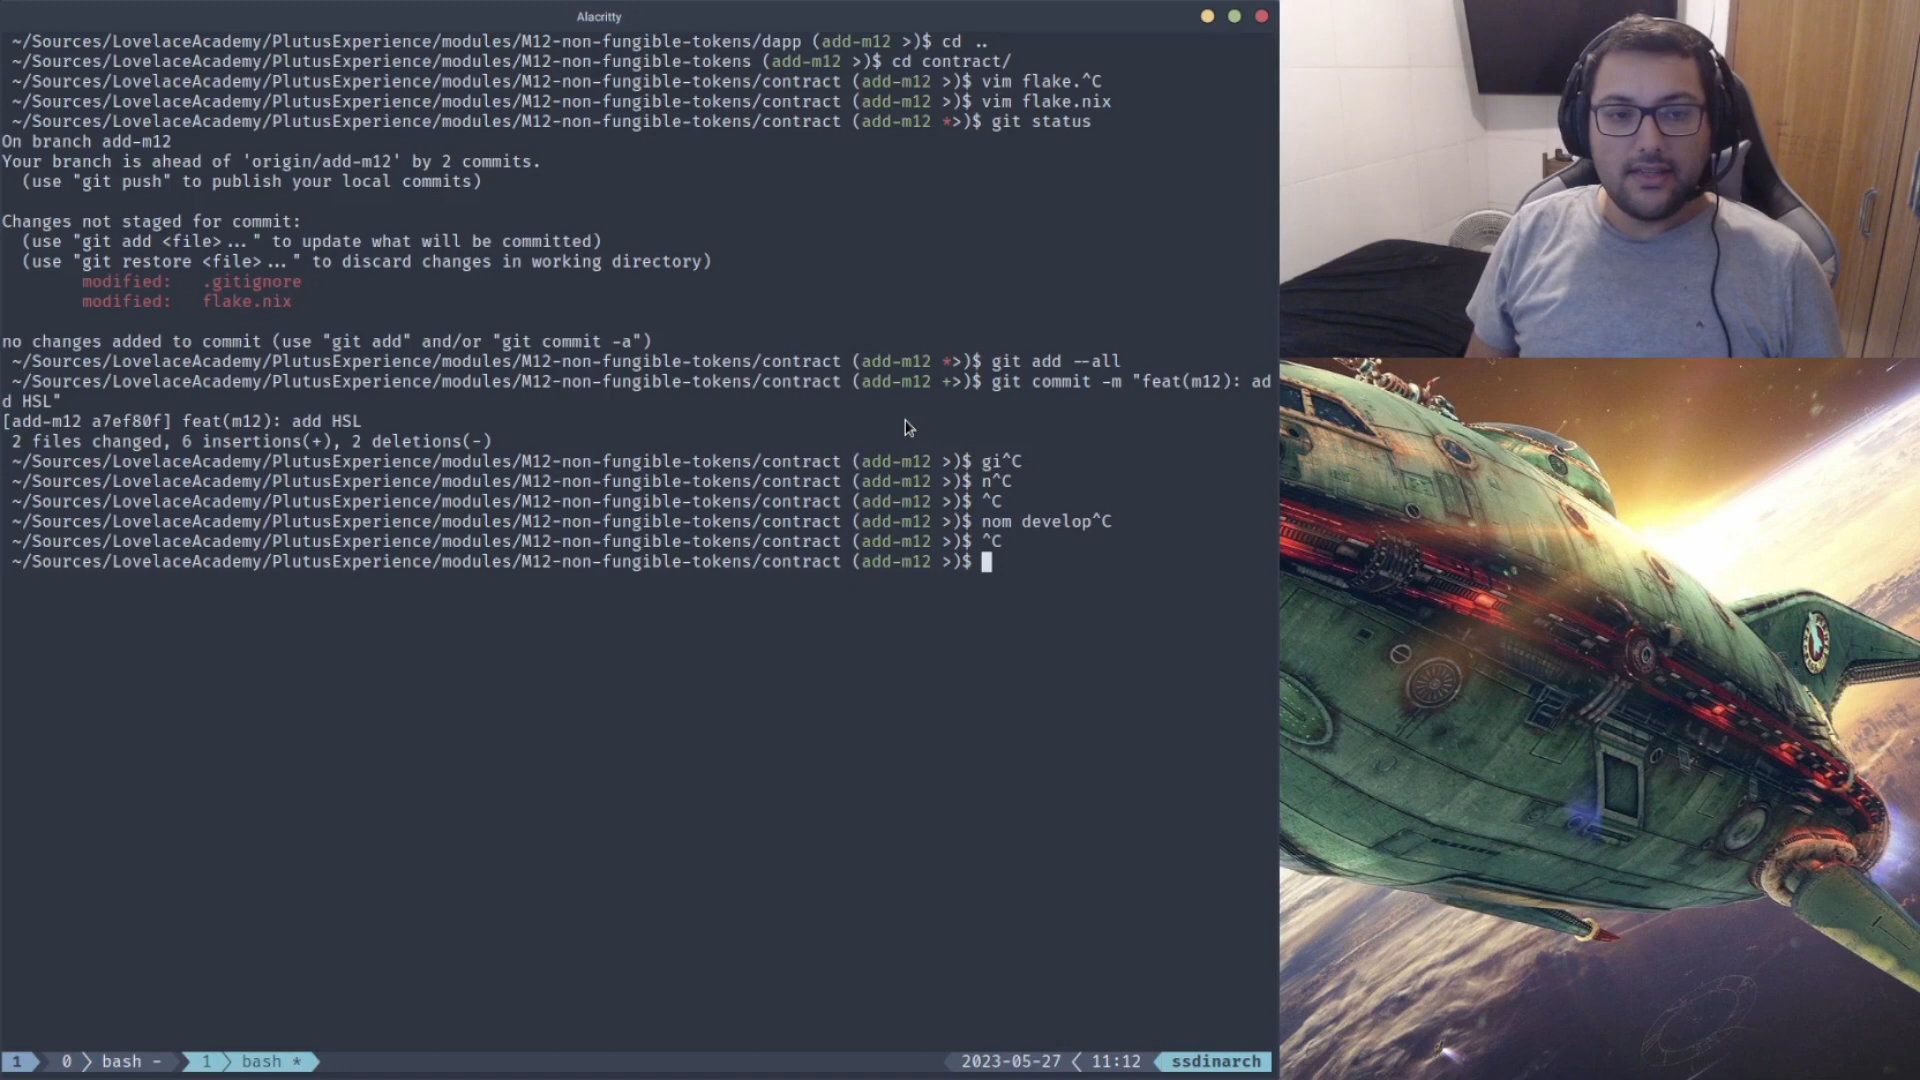 Alacritty
~/Sources/LovelaceAcademy/PlutusExperience/modules/M12-non-fungible-tokens/dapp (add-m12 >)$ cd ..
~/Sources/LovelaceAcademy/PlutusExperience/modules/M12-non-fungible-tokens (add-m12 >)$ cd contract/
~/Sources/LovelaceAcademy/PlutusExperience/modules/M12-non-fungible-tokens/contract (add-m12 >)$ vim flake.^C
~/Sources/LovelaceAcademy/PlutusExperience/modules/M12-non-fungible-tokens/contract (add-m12 >)$ vim flake.nix
~/Sources/LovelaceAcademy/PlutusExperience/modules/M12-non-fungible-tokens/contract (add-m12 *>)$ git status
On branch add-m12
Your branch is ahead of 'origin/add-m12' by 2 commits.
(use "git push" to publish your local commits)
Changes not staged for commit:
(use "git add <file>..." to update what will be committed)
(use "git restore <file>..." to discard changes in working directory)
modified: .gitignore
modified: flake.nix
no changes added to commit (use "git add" and/or "git commit -a")
~/Sources/LovelaceAcademy/PlutusExperience/modules/M12-non-fungible-tokens/contract (add-m12 *>)$ git add --all
~/Sources/LovelaceAcademy/PlutusExperience/modules/M12-non-fungible-tokens/contract (add-m12 +>)$ git commit -m "feat(m12): ad
d HSL"
[add-m12 a7ef80f] feat(m12): add HSL
2 files changed, 6 insertions(+), 2 deletions(-)
~/Sources/LovelaceAcademy/PlutusExperience/modules/M12-non-fungible-tokens/contract (add-m12 >)$ gi^C
~/Sources/LovelaceAcademy/PlutusExperience/modules/M12-non-fungible-tokens/contract (add-m12 >)$ n^C
~/Sources/LovelaceAcademy/PlutusExperience/modules/M12-non-fungible-tokens/contract (add-m12 >)$ ^C
~/Sources/LovelaceAcademy/PlutusExperience/modules/M12-non-fungible-tokens/contract (add-m12 >)$ nom develop^C
~/Sources/LovelaceAcademy/PlutusExperience/modules/M12-non-fungible-tokens/contract (add-m12 >)$ ^C
~/Sources/LovelaceAcademy/PlutusExperience/modules/M12-non-fungible-tokens/contract (add-m12 >)$
1 0 bash - 1 bash * 2023-05-27 11:12 ssdinarch